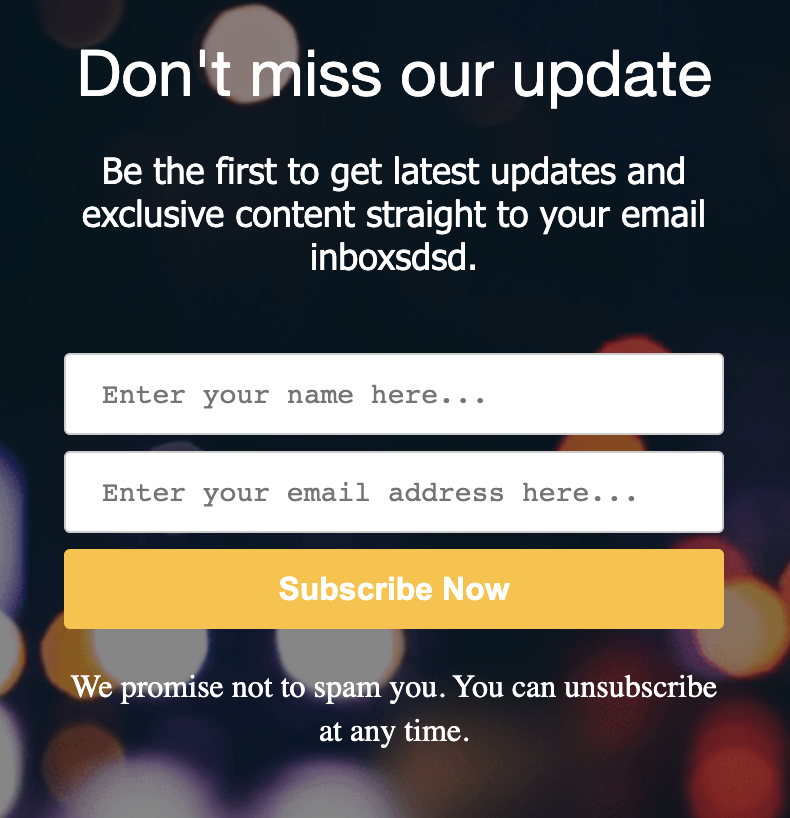 Don't miss our update
Be the first to get latest updates and
exclusive content straight to your email
inboxsdsd.
Enter your name here...
Enter your email address here...
Subscribe Now
We promise not to spam you. You can unsubscribe
at any time.